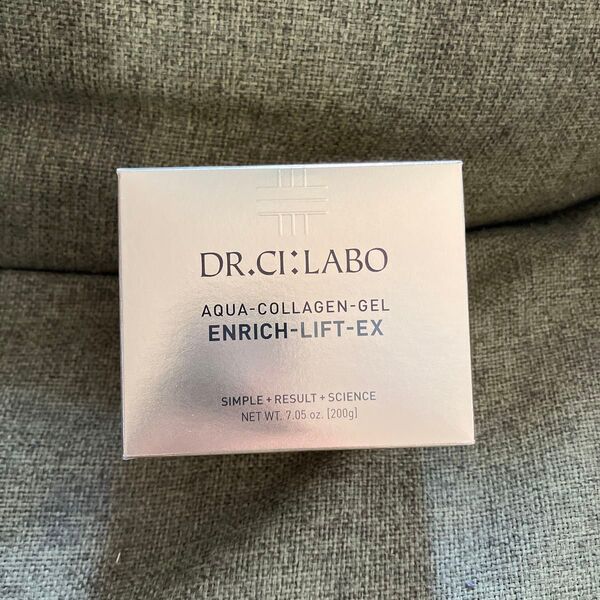 DR.CI:LABO
AQUA-COLLAGEN-GEL
ENRICH-LIFT-EX
SIMPLE + RESULT + SCIENCE
NET WT. 7.05 oz. [200g]